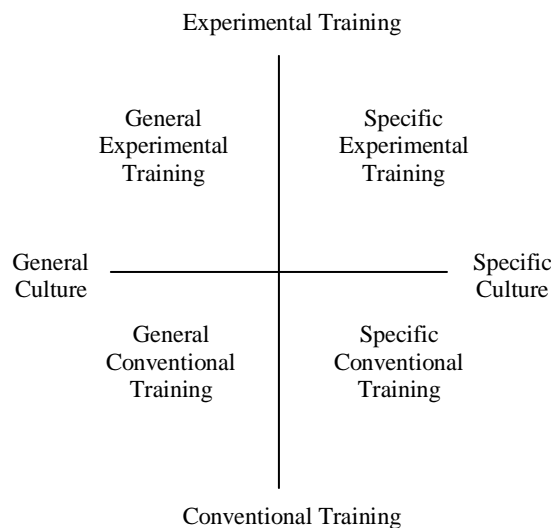 Experimental Training
General
Experimental
Training
Specific
Experimental
Training
General
Culture
Specific
Culture
General
Conventional
Training
Specific
Conventional
Training
Conventional Training